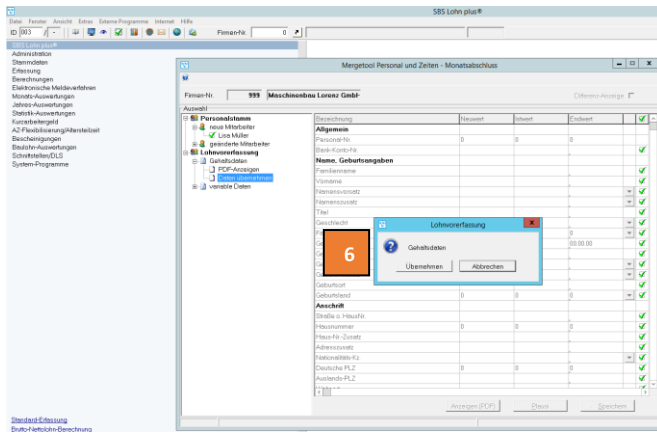 SBS Lohn plus®
Datei Fenster Ansicht Extras Externe Programme Internet Hilfe
ID 003 / - Firmen-Nr. 0
SBS Lohn plus®
Administration
Stammdaten
Erfassung
Berechnungen
Elektronische Meldeverfahren
Monats-Auswertungen
Jahres-Auswertungen
Statistik-Auswertungen
Kurzarbeitergeld
AZ-Flexibilisierung/Altersteilzeit
Bescheinigungen
Baulohn-Auswertungen
Schnittstellen/DLS
System-Programme
Standard-Erfassung
Brutto-Nettolohn-Berechnung
Mergetool Personal und Zeiten - Monatsabschluss
Firmen-Nr. 999 Maschinenbau Lorenz GmbH
Differenz-Anzeige
Auswahl
Personalstamm
neue Mitarbeiter
Lisa Müller
geänderte Mitarbeiter
Lohnvorerfassung
Gehaltsdaten
PDF-Anzeigen
Daten übernehmen
variable Daten
Bezeichnung Neuwert Istwert Endwert
Allgemein
Personal-Nr. 0 0 0
Bank-Konto-Nr.
Name, Geburtsangaben
Familienname
Vorname
Namensvorsatz
Namenszusatz
Titel
Geschlecht
0
00.00.00
Geburtsort
Geburtsland 0 0 0
Anschrift
Straße o. HausNr.
Hausnummer 0 0 0
Haus-Nr.-Zusatz
Adresszusatz
Nationalitäts-Kz
Deutsche PLZ 0 0 0
Auslands-PLZ
Anzeigen (PDF) Plausi Speichern
6
Lohnvorerfassung
Gehaltsdaten
Übernehmen Abbrechen